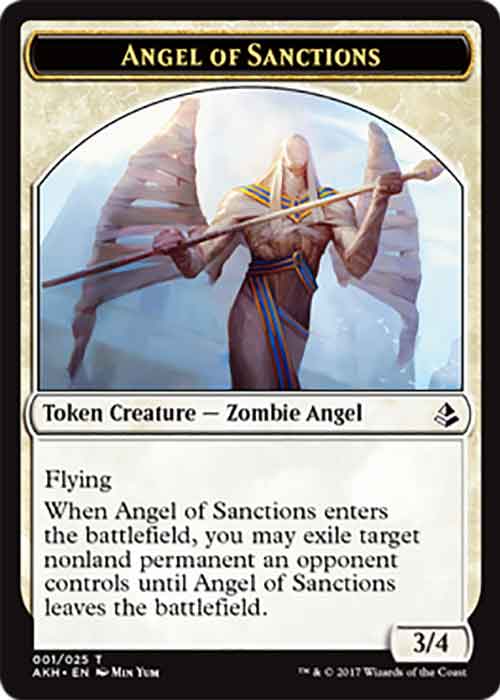 ANGEL OF SANCTIONS
Token Creature — Zombie Angel
Flying
When Angel of Sanctions enters
the battlefield, you may exile target
nonland permanent an opponent
controls until Angel of Sanctions
leaves the battlefield.
3/4
001/025 T
AKH • EN MIN YUM
™ & © 2017 Wizards of the Coast